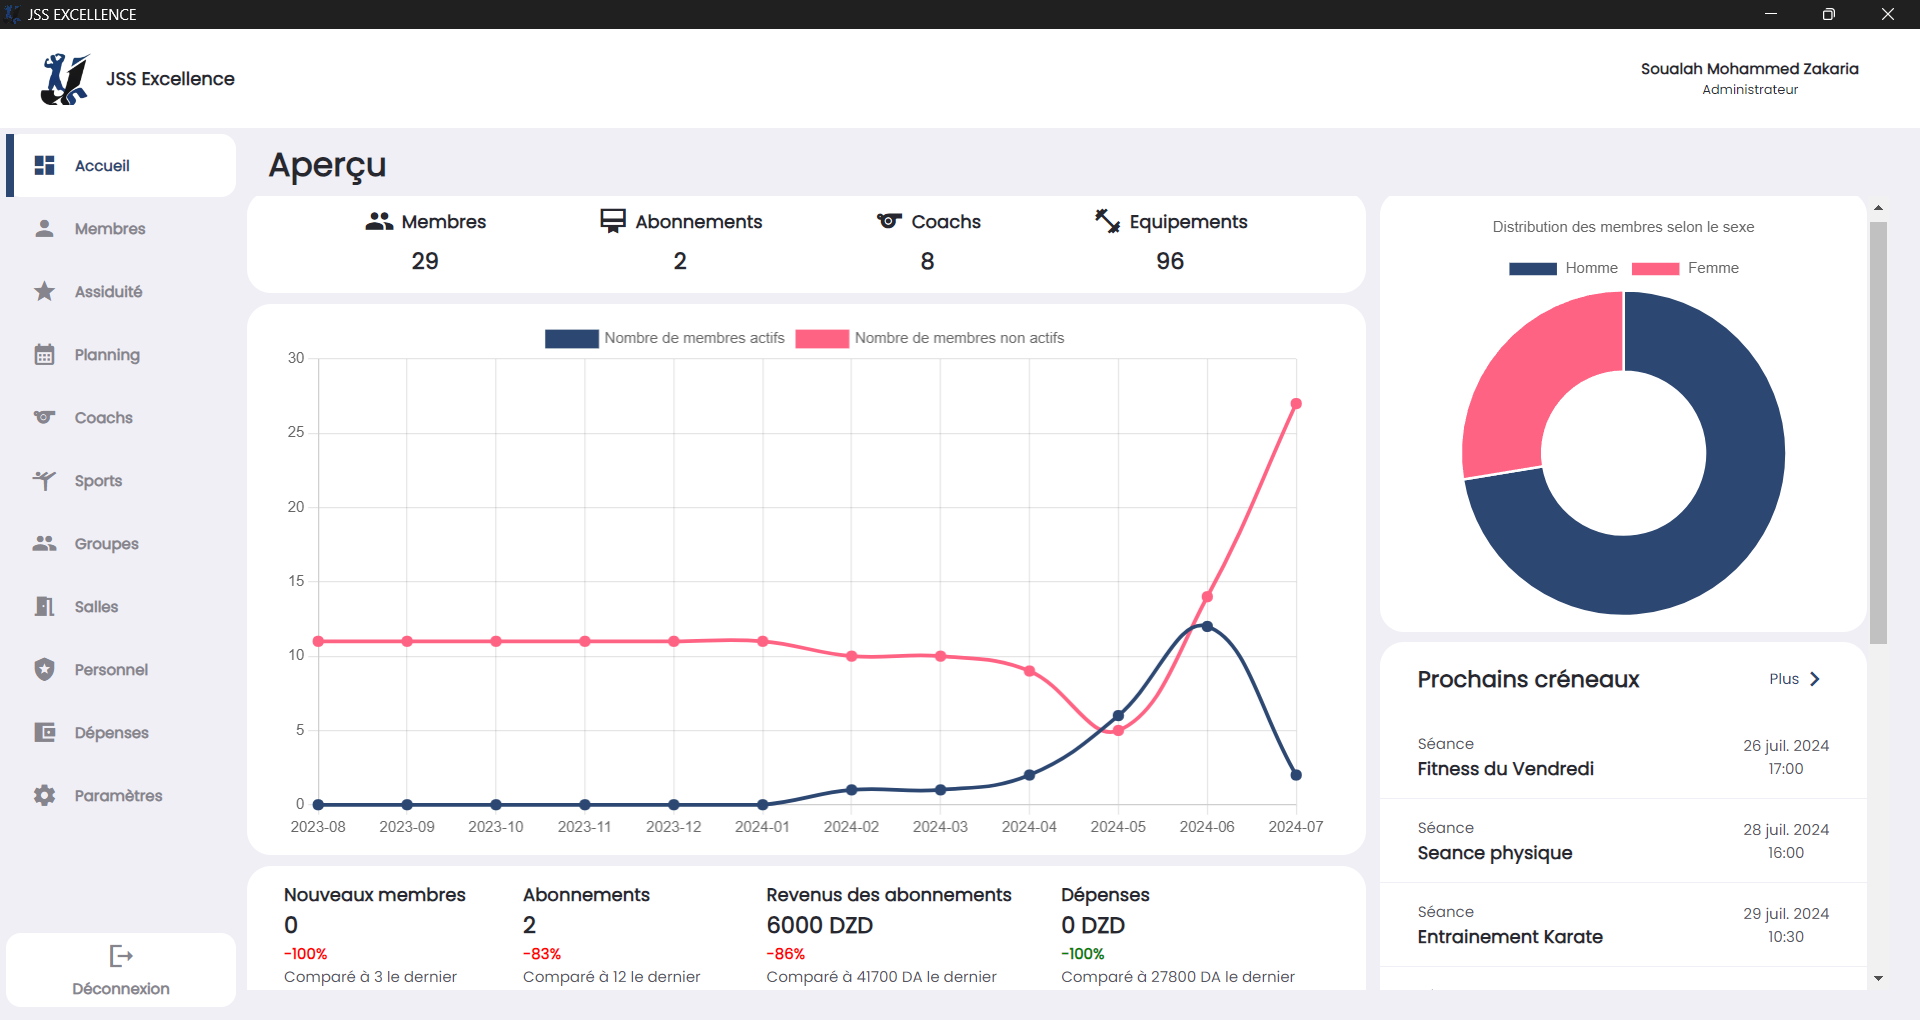 JSS EXCELLENCE
JSS Excellence
Soualah Mohammed Zakaria
Administrateur
Accueil
Membres
Assiduité
Planning
Coachs
Sports
Groupes
Salles
Personnel
Dépenses
Paramètres
Déconnexion
Aperçu
Membres
29
Abonnements
2
Coachs
8
Equipements
96
Nombre de membres actifs
Nombre de membres non actifs
30
25
20
15
10
5
0
2023-08 2023-09 2023-10 2023-11 2023-12 2024-01 2024-02 2024-03 2024-04 2024-05 2024-06 2024-07
Nouveaux membres
0
-100%
Comparé à 3 le dernier
Abonnements
2
-83%
Comparé à 12 le dernier
Revenus des abonnements
6000 DZD
-86%
Comparé à 41700 DA le dernier
Dépenses
0 DZD
-100%
Comparé à 27800 DA le dernier
Distribution des membres selon le sexe
Homme Femme
Prochains créneaux
Plus
Séance
Fitness du Vendredi
26 juil. 2024
17:00
Séance
Seance physique
28 juil. 2024
16:00
Séance
Entrainement Karate
29 juil. 2024
10:30